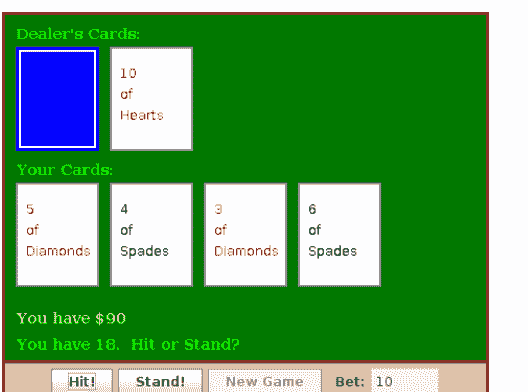 Dealer's Cards:
10
of
Hearts
Your Cards:
5
of
Diamonds
4
of
Spades
3
of
Diamonds
6
of
Spades
You have $90
You have 18.  Hit or Stand?
Hit! Stand! New Game Bet: 10